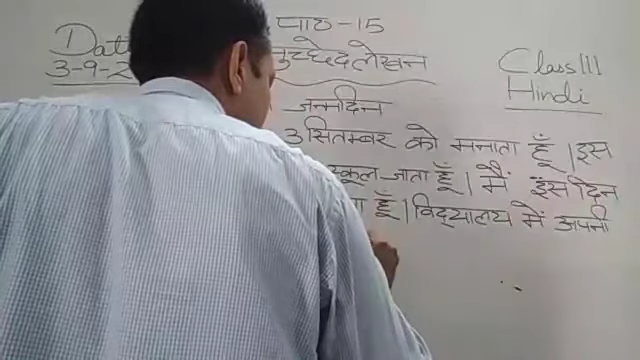 Date
3-9-2
पाठ-15
नुच्छेदलेखन
Class III
Hindi
जन्मदिन
3 सितम्बर को मनाता हूँ | इस
स्कूल जाता हूँ | मैं इस दिन
ता हूँ | विद्यालय में अपनी